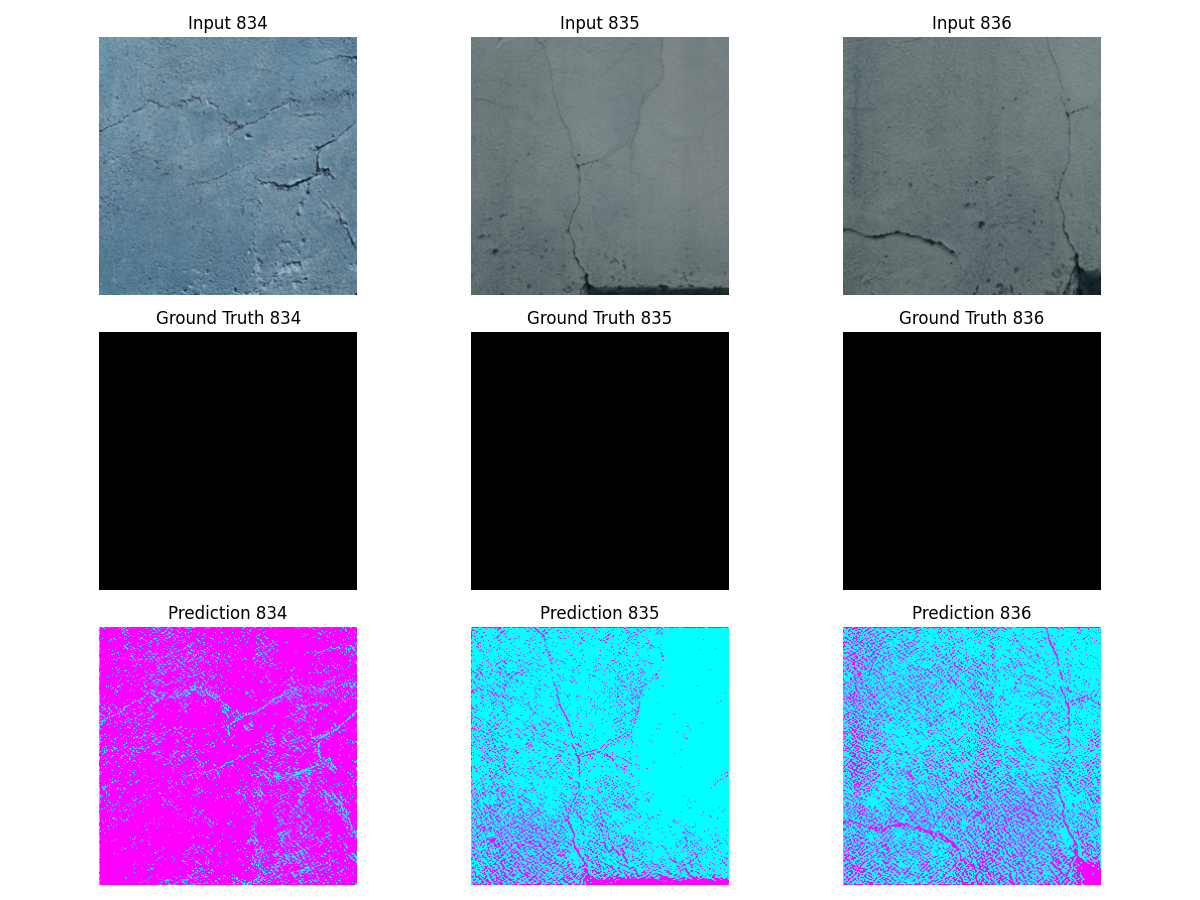 Input 834
Input 835
Input 836
Ground Truth 834
Ground Truth 835
Ground Truth 836
Prediction 834
Prediction 835
Prediction 836